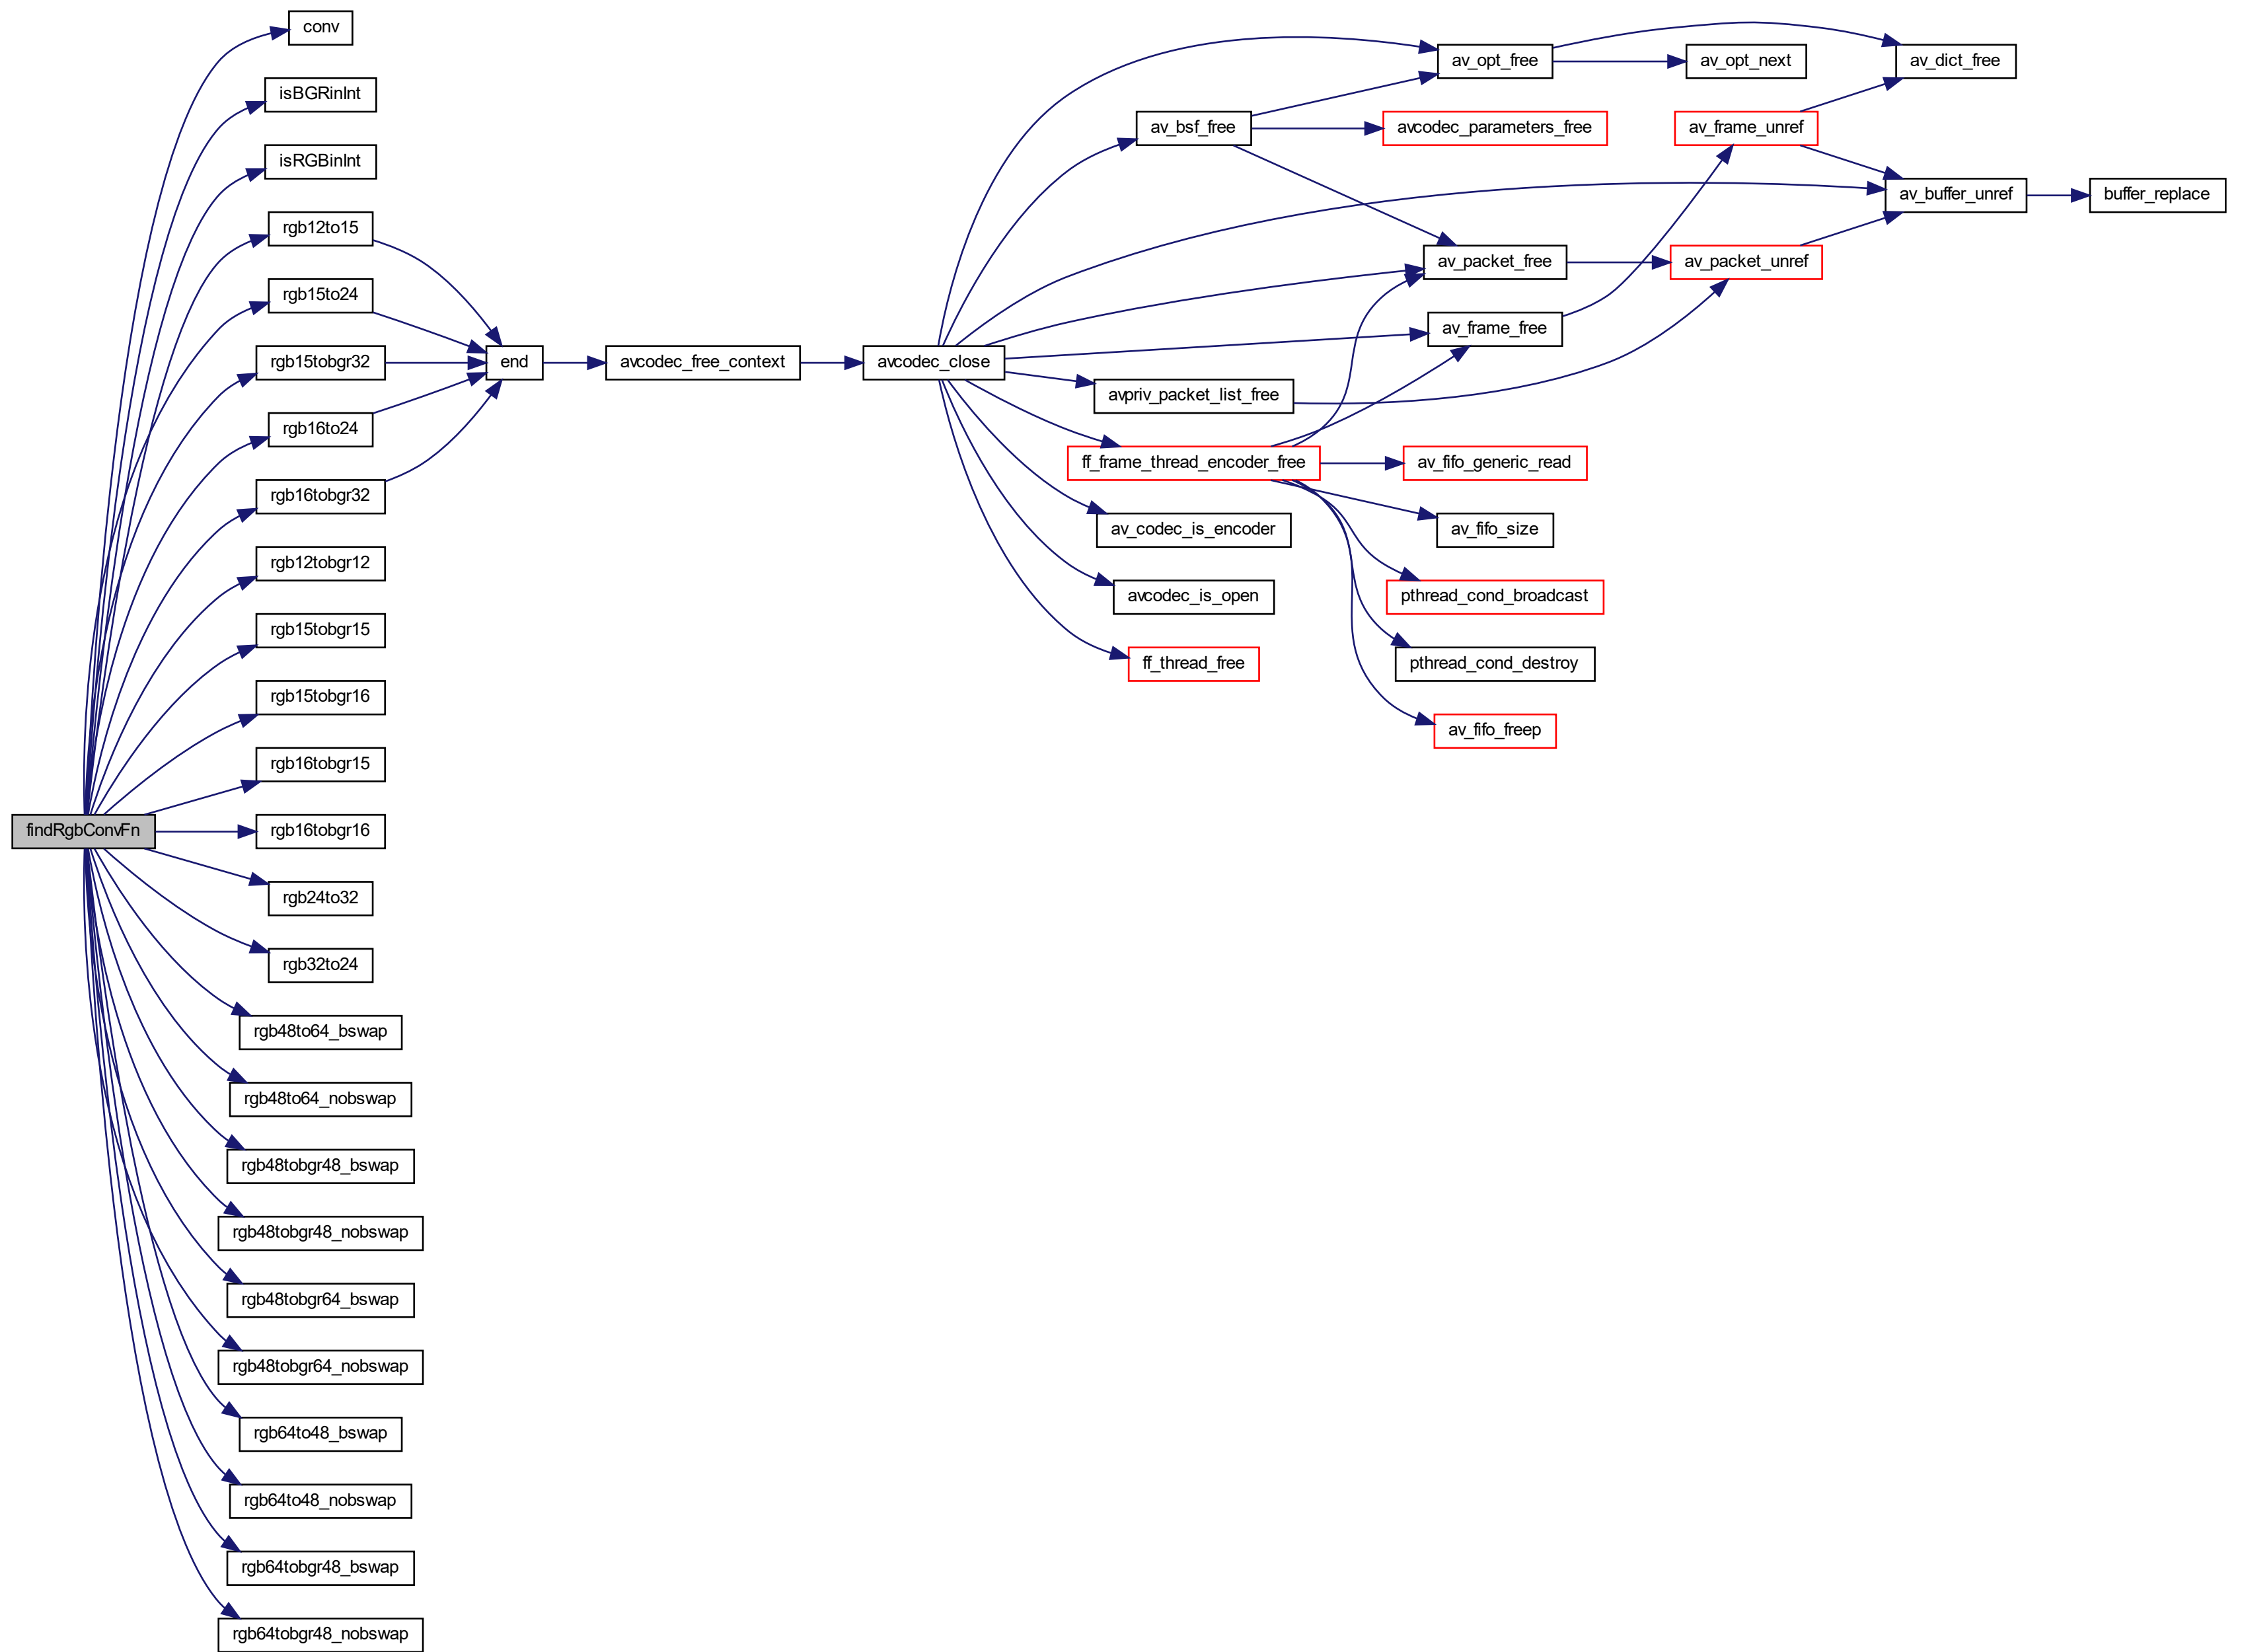 findRgbConvFn
conv
isBGRinInt
isRGBinInt
rgb12to15
rgb15to24
rgb15tobgr32
rgb16to24
rgb16tobgr32
rgb12tobgr12
rgb15tobgr15
rgb15tobgr16
rgb16tobgr15
rgb16tobgr16
rgb24to32
rgb32to24
rgb48to64_bswap
rgb48to64_nobswap
rgb48tobgr48_bswap
rgb48tobgr48_nobswap
rgb48tobgr64_bswap
rgb48tobgr64_nobswap
rgb64to48_bswap
rgb64to48_nobswap
rgb64tobgr48_bswap
rgb64tobgr48_nobswap
end
avcodec_free_context
avcodec_close
av_bsf_free
avpriv_packet_list_free
ff_frame_thread_encoder_free
av_codec_is_encoder
avcodec_is_open
ff_thread_free
av_opt_free
avcodec_parameters_free
av_packet_free
av_frame_free
av_fifo_generic_read
av_fifo_size
pthread_cond_broadcast
pthread_cond_destroy
av_fifo_freep
av_opt_next
av_frame_unref
av_packet_unref
av_dict_free
av_buffer_unref
buffer_replace